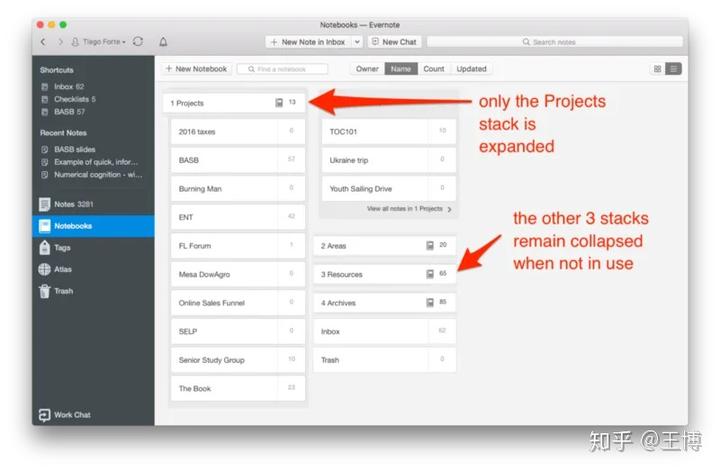 Notebooks — Evernote
Tiago Forte
+ New Note in Inbox
New Chat
Search notes
Shortcuts
Inbox 62
Checklists 5
BASB 57
Recent Notes
BASB slides
Example of quick, infor...
Numerical cognition - wi...
Notes 3281
Notebooks
Tags
Atlas
Trash
Work Chat
+ New Notebook
Find a notebook
Owner
Name
Count
Updated
1 Projects 13
2016 taxes 0
BASB 57
Burning Man 0
ENT 42
FL Forum 1
Mesa DowAgro 0
Online Sales Funnel 0
SELP 0
Senior Study Group 10
The Book 23
TOC101 10
Ukraine trip 0
Youth Sailing Drive 0
View all notes in 1 Projects
2 Areas 20
3 Resources 65
4 Archives 85
Inbox 62
Trash 0
only the Projects
stack is
expanded
the other 3 stacks
remain collapsed
when not in use
知乎 @王博